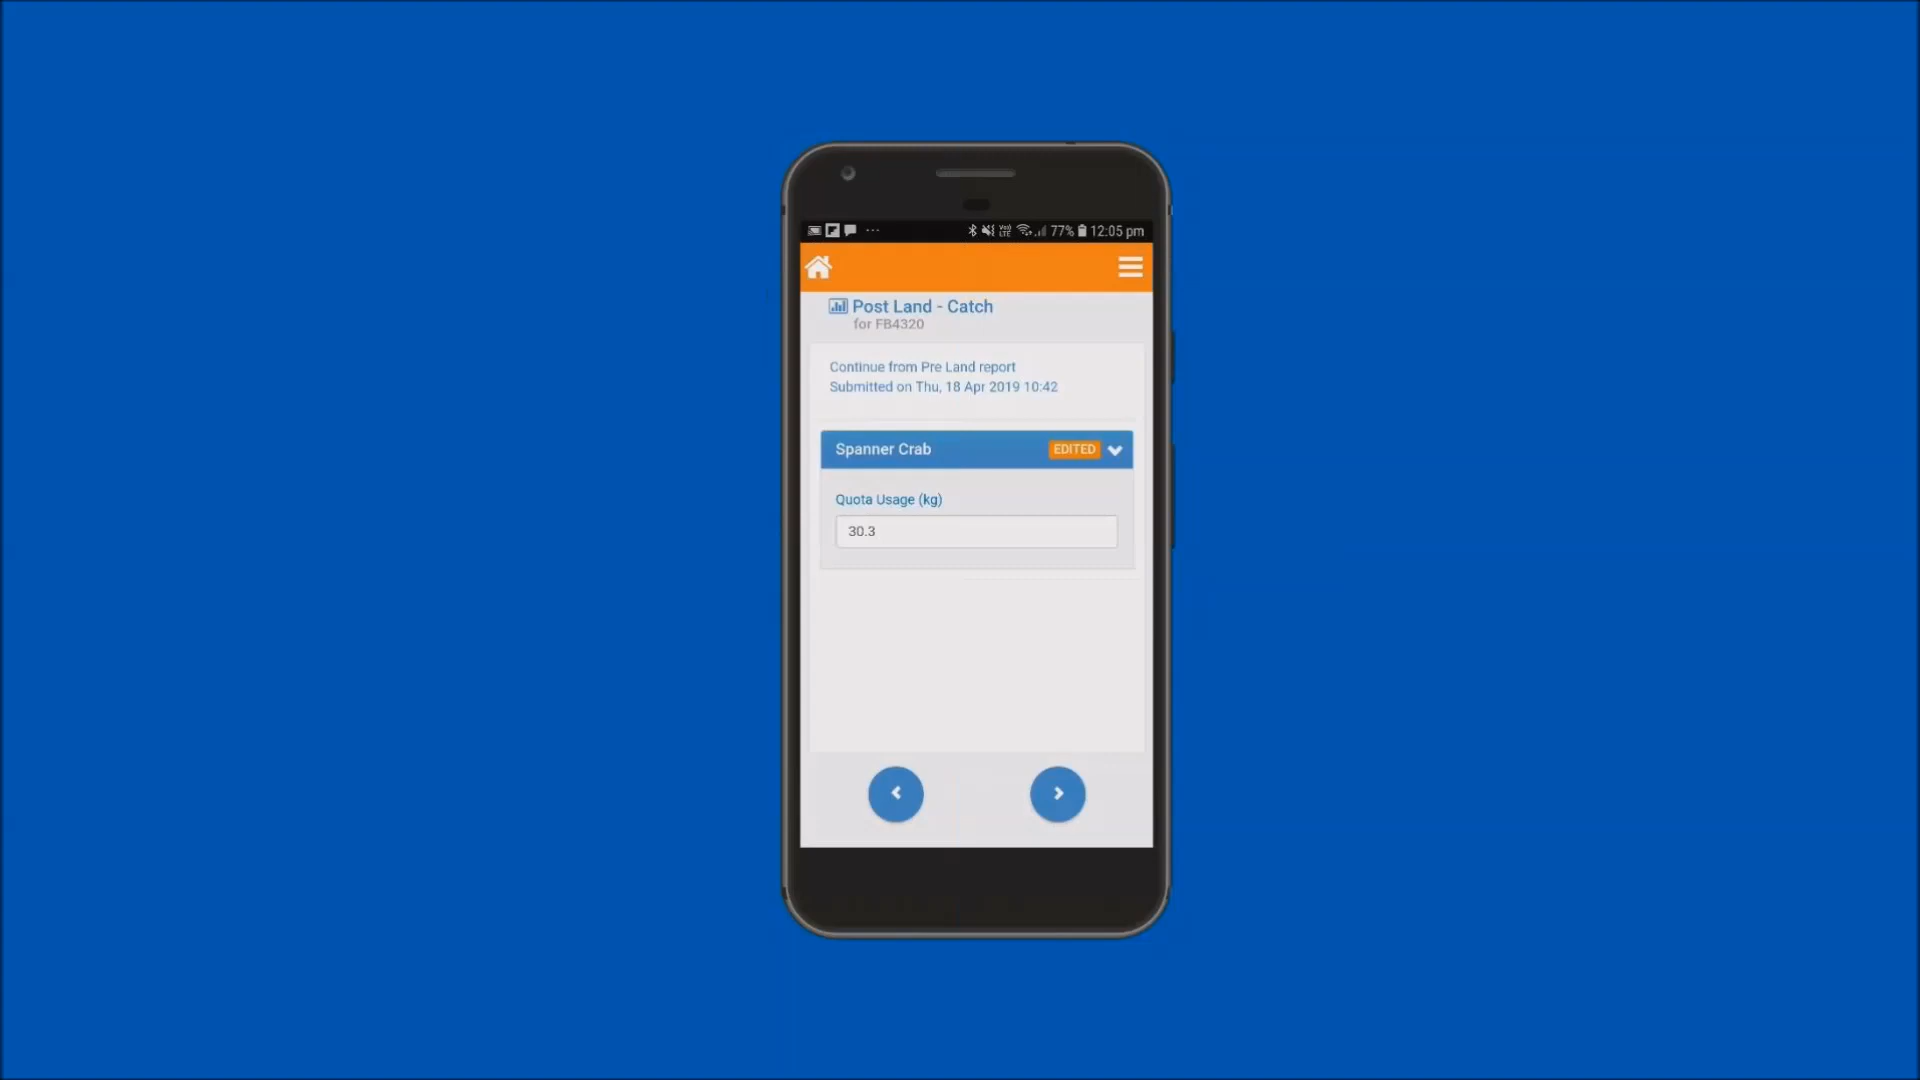 77% 12:05 pm
Post Land - Catch
for FB4320
Continue from Pre Land report
Submitted on Thu, 18 Apr 2019 10:42
Spanner Crab EDITED
Quota Usage (kg)
30.3